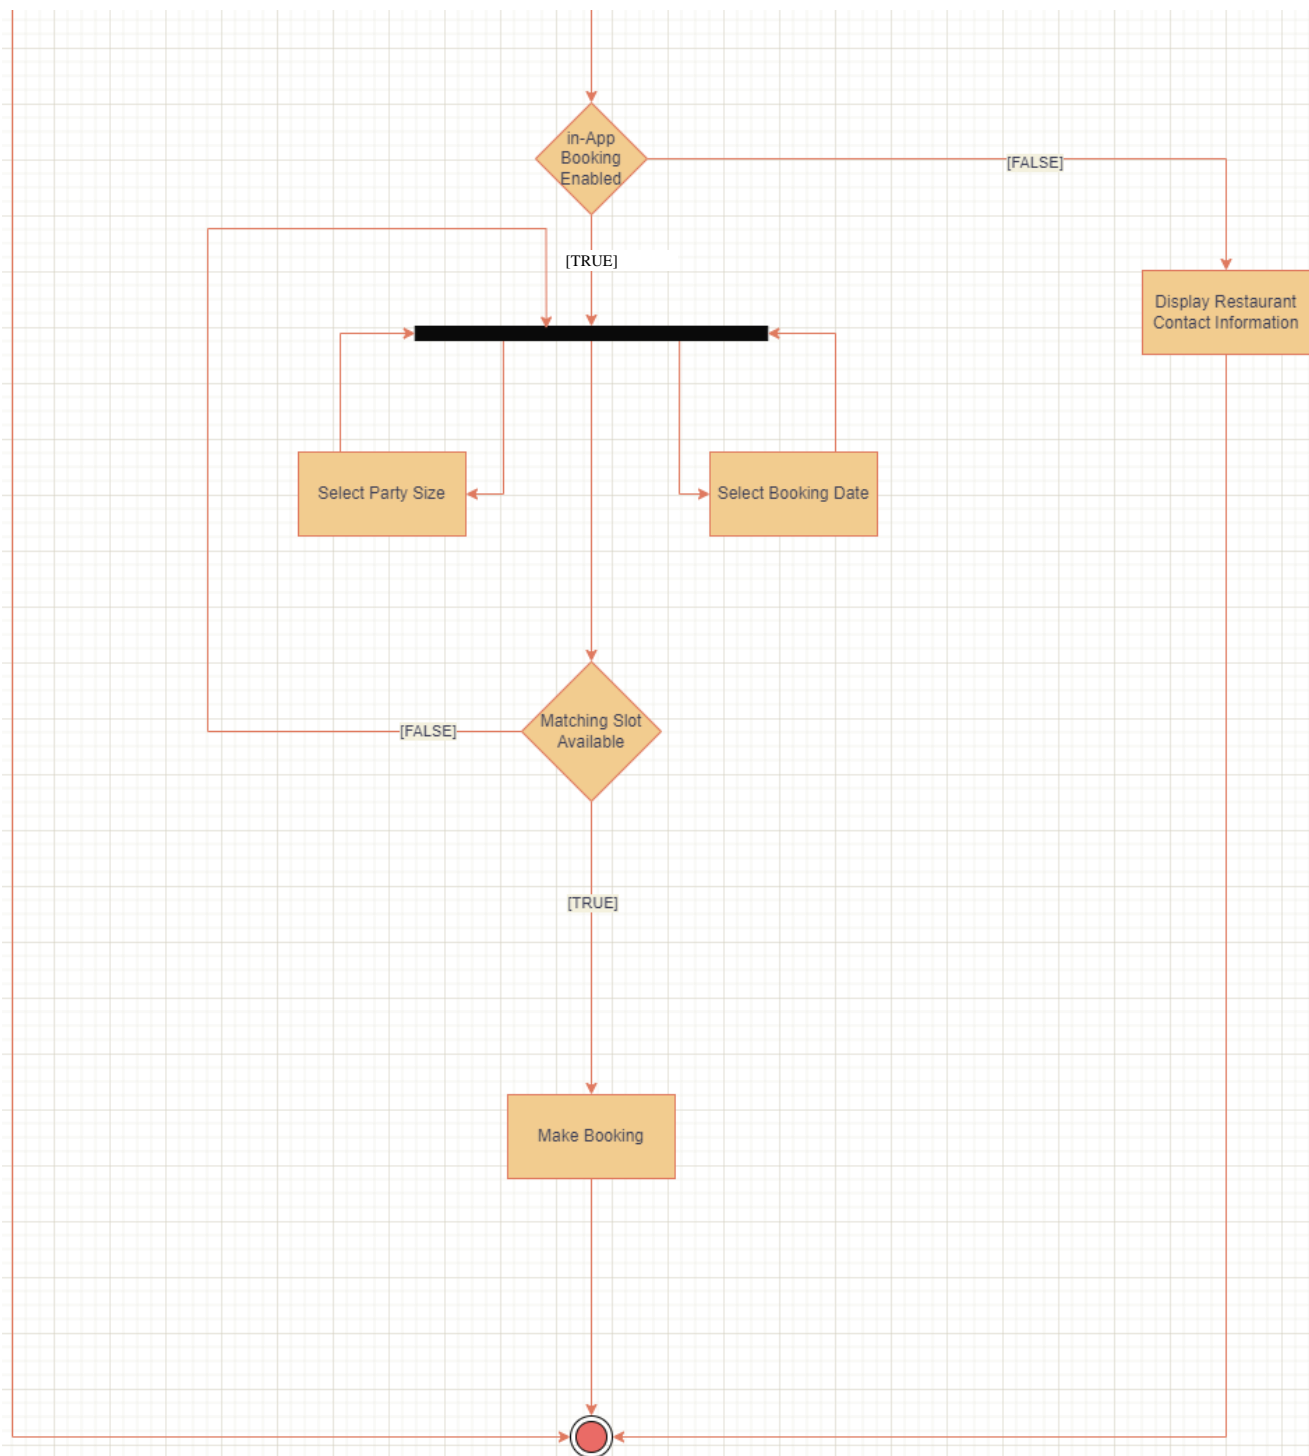 in-App
Booking
Enabled
[FALSE]
[TRUE]
Display Restaurant
Contact Information
Select Party Size
Select Booking Date
Matching Slot
Available
[FALSE]
[TRUE]
Make Booking